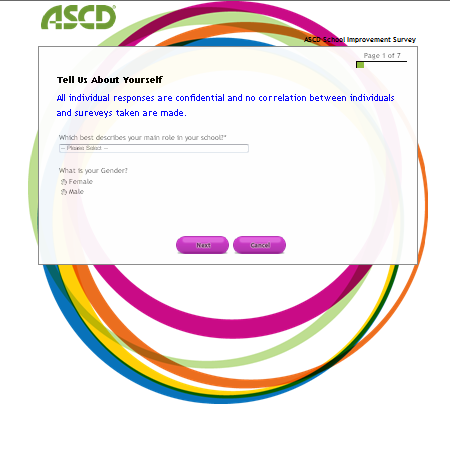 ASCD®
ASCD School Improvement Survey
Page 1 of 7
Tell Us About Yourself
All individual responses are confidential and no correlation between individuals
and sureveys taken are made.
Which best describes your main role in your school?*
-- Please Select --
What is your Gender?
Female
Male
Next Cancel